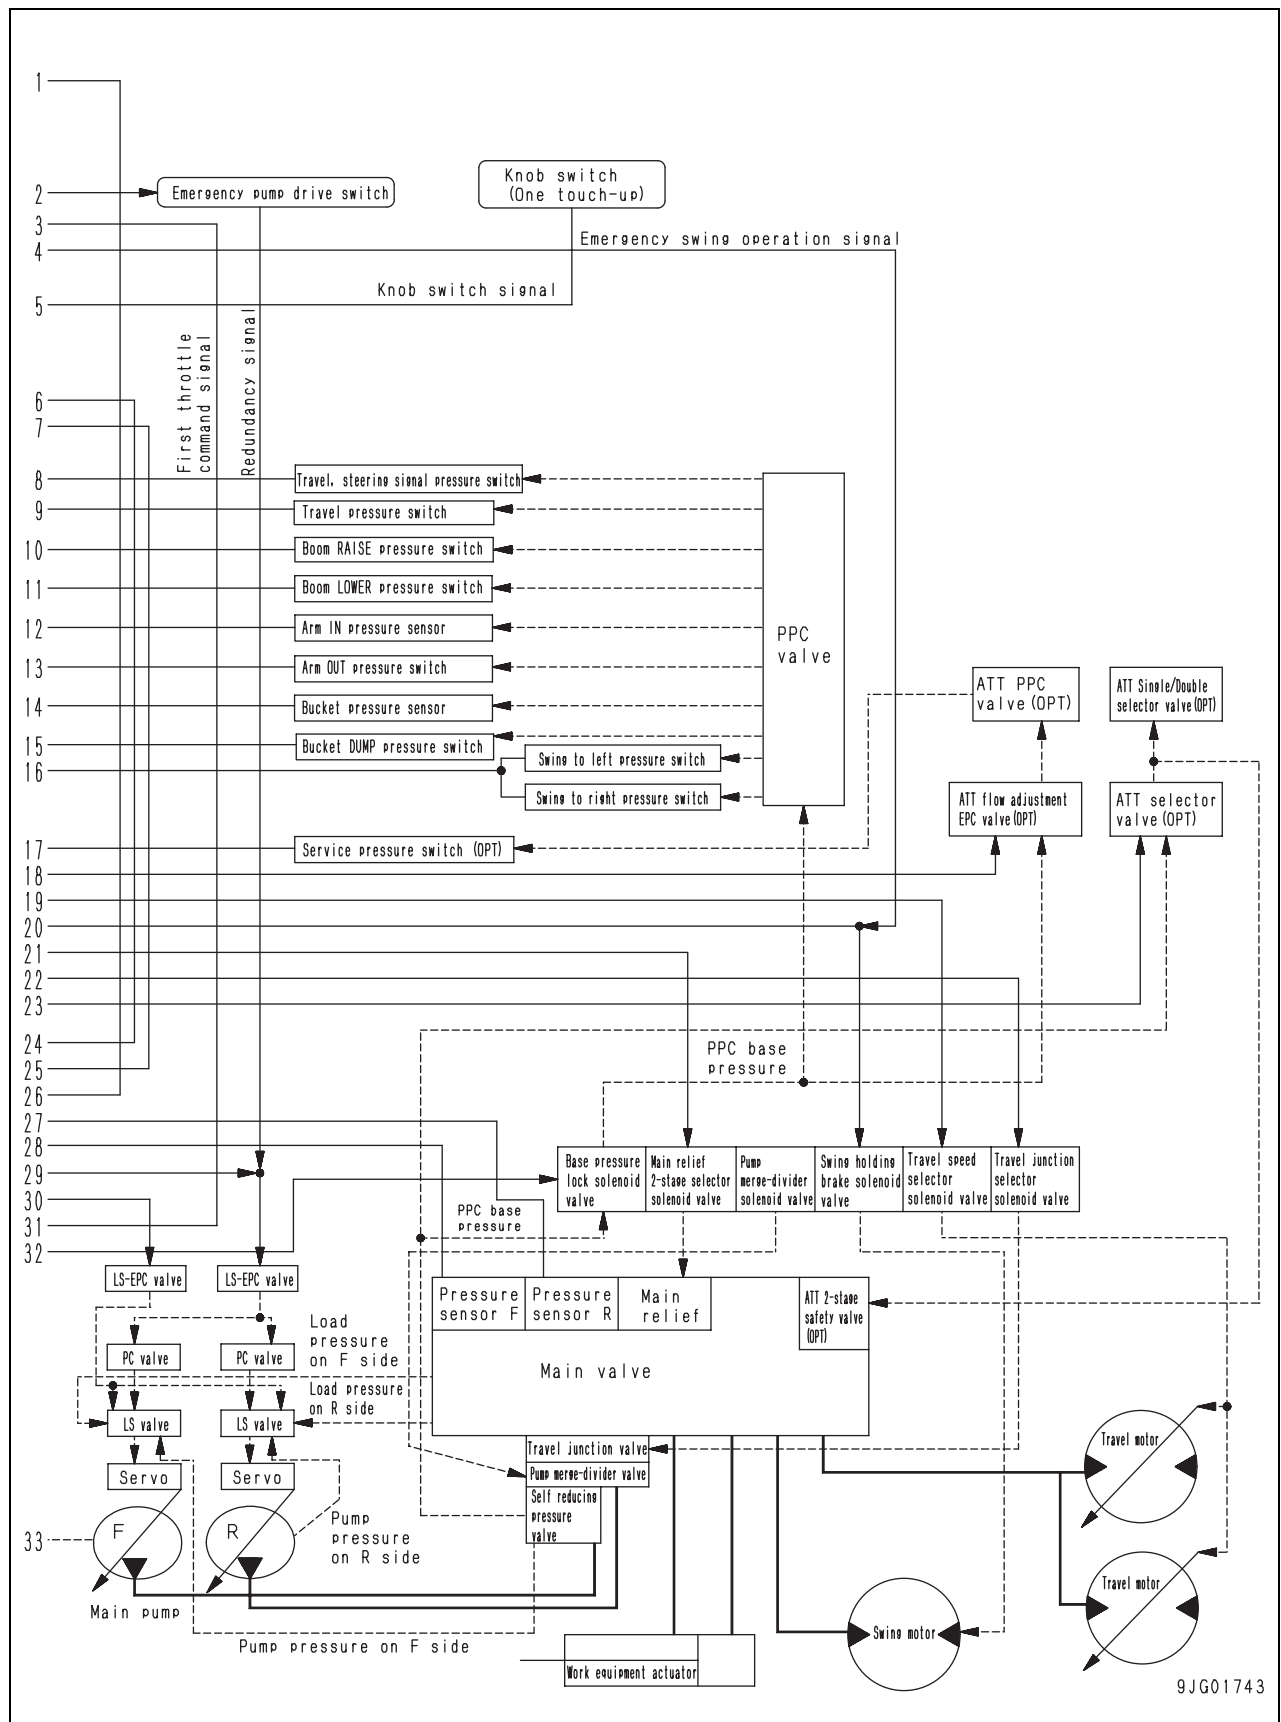 1
Knob switch
(One touch-up)
2
Emergency pump drive switch
3
Emergency swing operation signal
4
Knob switch signal
5
First throttle
command signal
Redundancy signal
6
7
8
Travel, steering signal pressure switch
9
Travel pressure switch
10
Boom RAISE pressure switch
11
Boom LOWER pressure switch
12
Arm IN pressure sensor
PPC
valve
13
Arm OUT pressure switch
14
Bucket pressure sensor
ATT PPC
valve (OPT)
ATT Single/Double
selector valve (OPT)
15
Bucket DUMP pressure switch
16
Swing to left pressure switch
Swing to right pressure switch
ATT flow adjustment
EPC valve (OPT)
ATT selector
valve (OPT)
17
Service pressure switch (OPT)
18
19
20
21
22
23
24
25
26
PPC base
pressure
27
28
29
30
31
32
Base pressure
lock solenoid
valve
Main relief
2-stage selector
solenoid valve
Pump
merge-divider
solenoid valve
Swing holding
brake solenoid
valve
Travel speed
selector
solenoid valve
Travel junction
selector
solenoid valve
PPC base
pressure
LS-EPC valve
LS-EPC valve
Pressure
sensor F
Pressure
sensor R
Main
relief
ATT 2-stage
safety valve
(OPT)
Load
pressure
on F side
PC valve
PC valve
Main valve
Load pressure
on R side
LS valve
LS valve
Travel junction valve
Pump merge-divider valve
Self reducing
pressure
valve
Servo
Servo
Travel motor
33
F
R
Pump
pressure
on R side
Travel motor
Main pump
Pump pressure on F side
Swing motor
Work equipment actuator
9JG01743